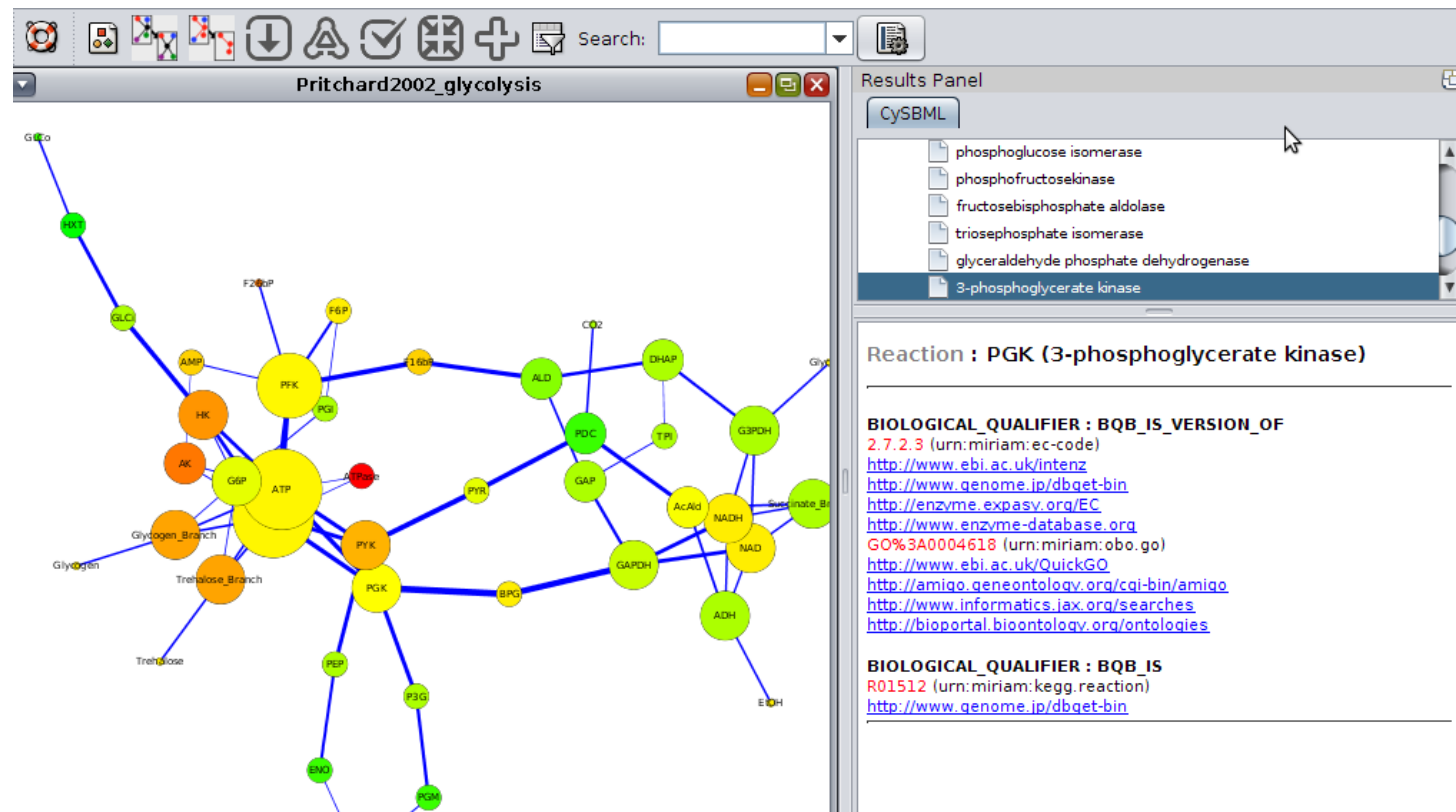 Search:
Pritchard2002_glycolysis
GLCo
HXT
GLCi
F26bP
F6P
AMP
F16bP
PFK
PGI
HK
AK
G6P
ATP
ATPase
Glycogen_Branch
Glycogen
Trehalose_Branch
Trehalose
PYK
PGK
PYR
BPG
PEP
P3G
ENO
PGM
CO2
ALD
DHAP
Gly
PDC
TPI
G3PDH
GAP
AcAld
NADH
NAD
Succinate_Br
GAPDH
ADH
EtOH
Results Panel
CySBML
phosphoglucose isomerase
phosphofructosekinase
fructosebisphosphate aldolase
triosephosphate isomerase
glyceraldehyde phosphate dehydrogenase
3-phosphoglycerate kinase
Reaction : PGK (3-phosphoglycerate kinase)
BIOLOGICAL_QUALIFIER : BQB_IS_VERSION_OF
2.7.2.3 (urn:miriam:ec-code)
http://www.ebi.ac.uk/intenz
http://www.genome.jp/dbget-bin
http://enzyme.expasy.org/EC
http://www.enzyme-database.org
GO%3A0004618 (urn:miriam:obo.go)
http://www.ebi.ac.uk/QuickGO
http://amigo.geneontology.org/cgi-bin/amigo
http://www.informatics.jax.org/searches
http://bioportal.bioontology.org/ontologies
BIOLOGICAL_QUALIFIER : BQB_IS
R01512 (urn:miriam:kegg.reaction)
http://www.genome.jp/dbget-bin